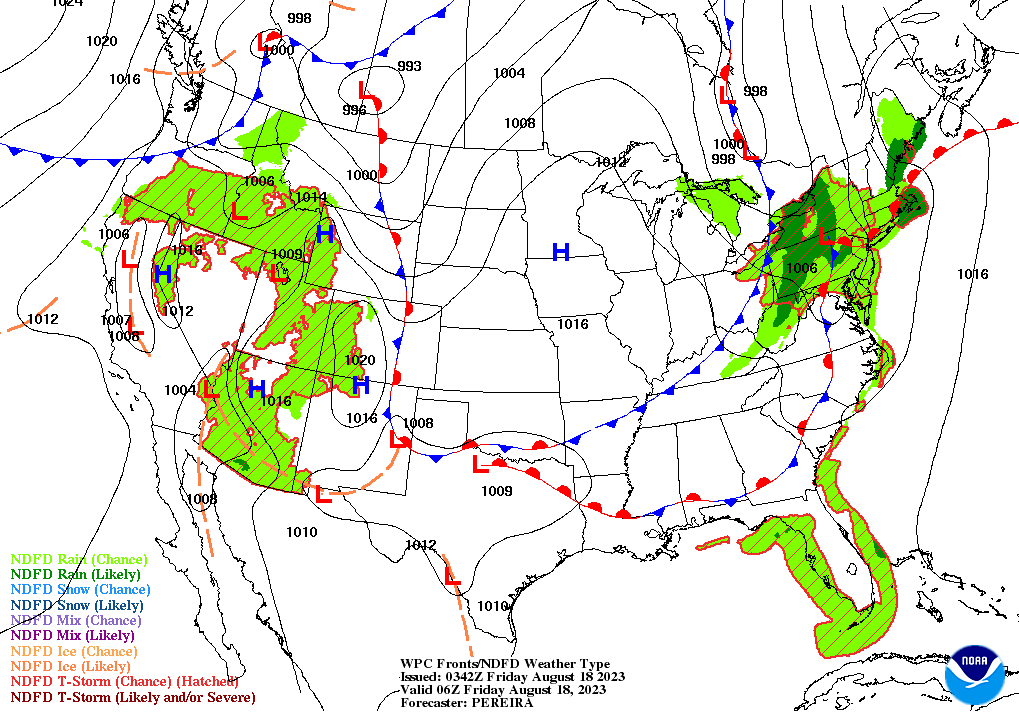 1024
998
1020
1000
993
1016
1004
998
996
1008
1000
998
1012
1000
1006
1014
1006
1016
1009
1006
1016
1012
1012
1007
1008
1016
1020
1004
1016
1016
1008
1009
1008
1010
1012
1010
L
L
L
L
L
L
H
H
L
H
L
L
L
H
H
L
L
L
L
L
NDFD Rain (Chance)
NDFD Rain (Likely)
NDFD Snow (Chance)
NDFD Snow (Likely)
NDFD Mix (Chance)
NDFD Mix (Likely)
NDFD Ice (Chance)
NDFD Ice (Likely)
NDFD T-Storm (Chance) (Hatched)
NDFD T-Storm (Likely and/or Severe)
WPC Fronts/NDFD Weather Type
Issued: 0342Z Friday August 18 2023
Valid 06Z Friday August 18, 2023
Forecaster: PEREIRA
NOAA